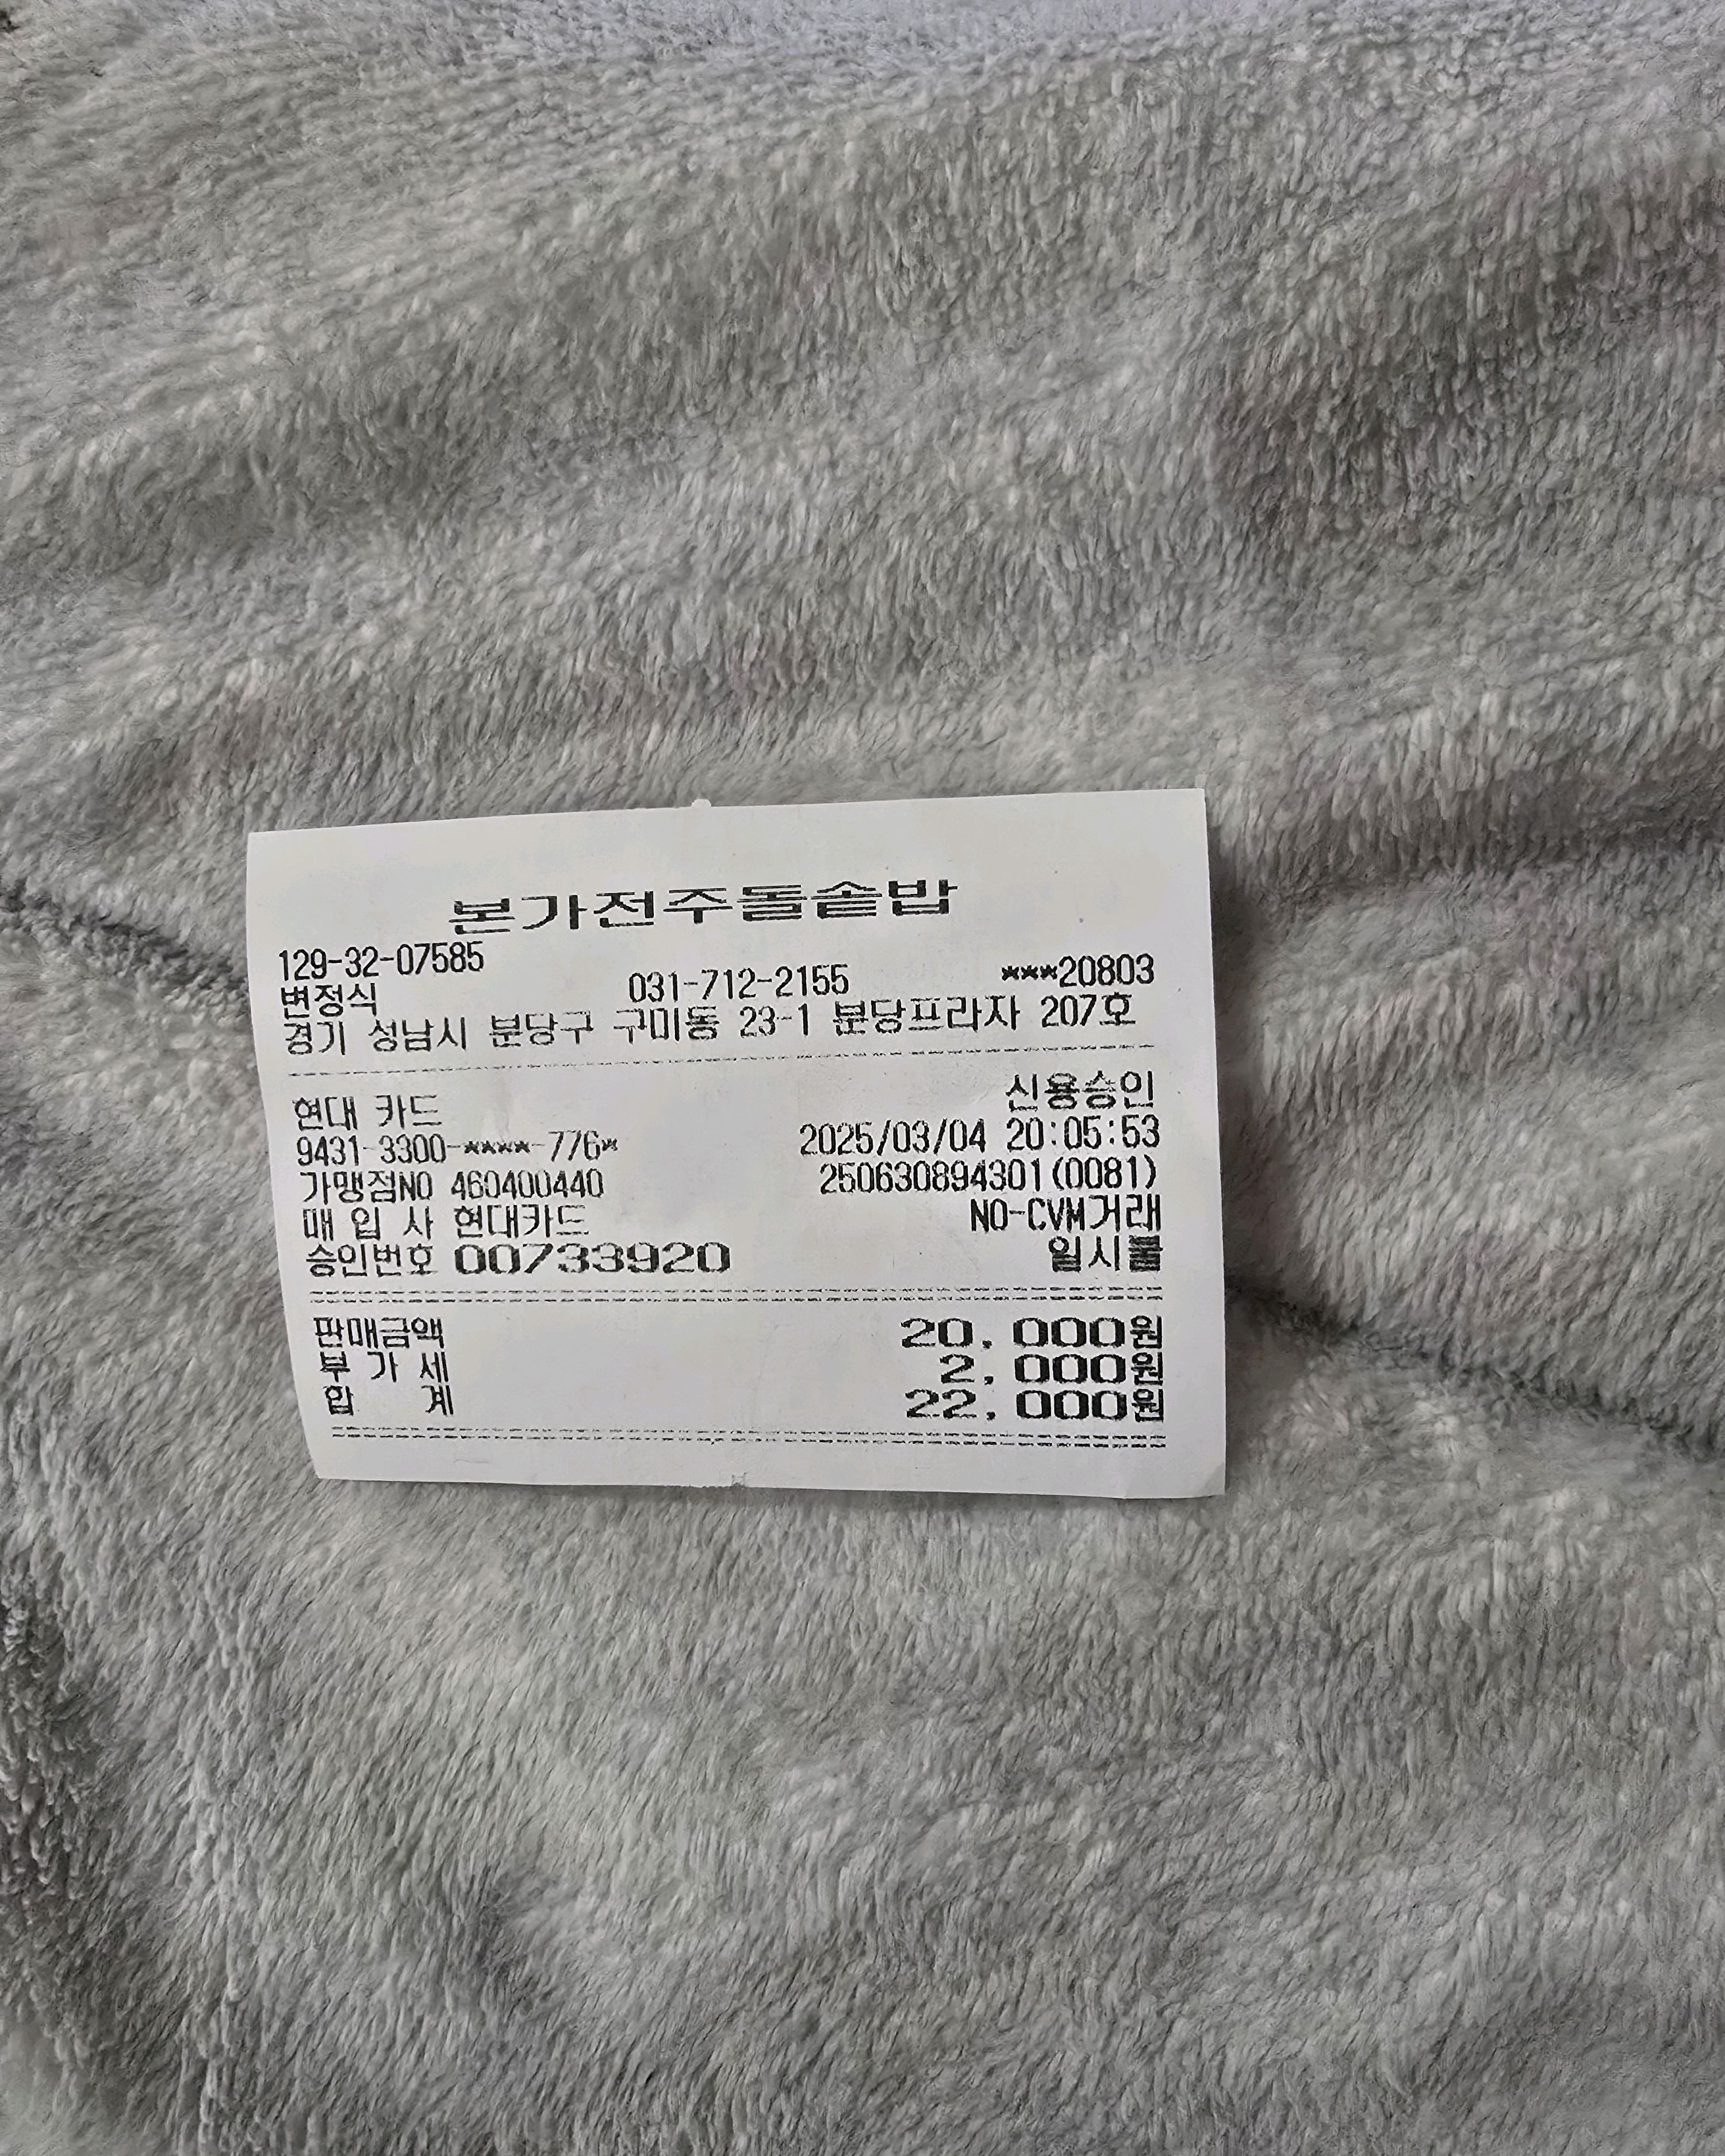 본가전주돌솥밥
129-32-07585
변정식 031-712-2155 ***20803
경기 성남시 분당구 구미동 23-1 분당프라자 207호
신용승인
현대 카드
9431-3300-****-776* 2025/03/04 20:05:53
가맹점NO 460400440 250630894301(0081)
매 입 사 현대카드 NO-CVM거래
승인번호 00733920 일시불
판매금액 20,000원
부 가 세 2,000원
합 계 22,000원